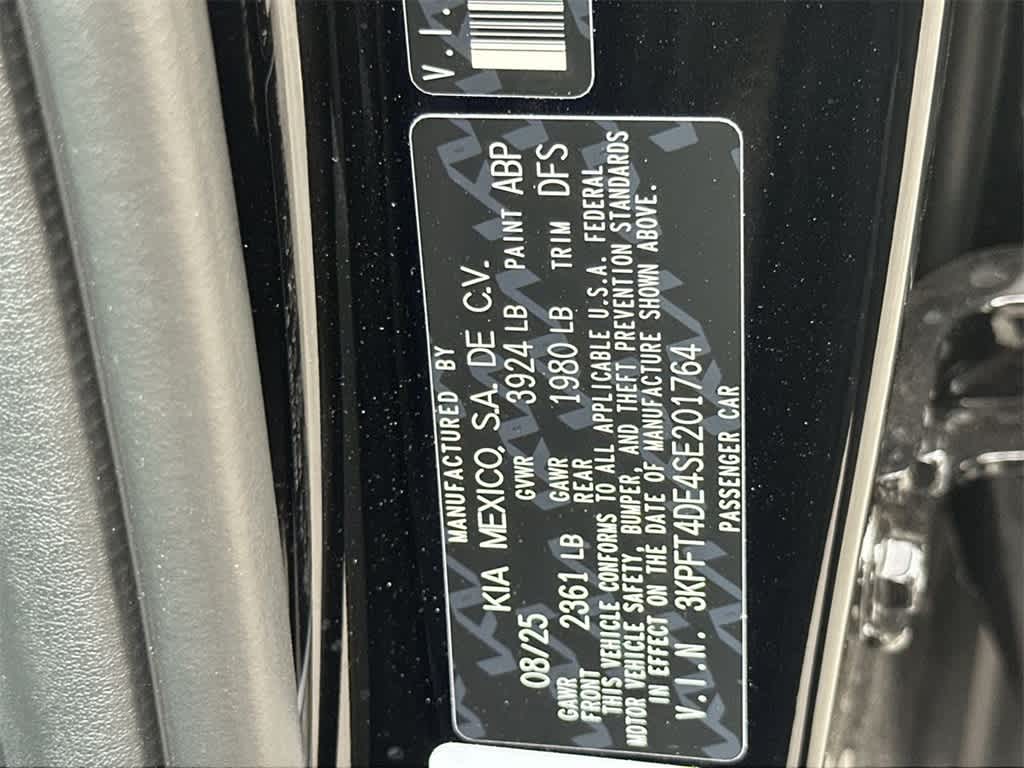 V.I.
MANUFACTURED BY
KIA MEXICO, S.A. DE C.V.
08/25 GVWR 3924 LB PAINT ABP
GAWR FRONT 2361 LB GAWR REAR 1980 LB TRIM DFS
THIS VEHICLE CONFORMS TO ALL APPLICABLE U.S.A. FEDERAL
MOTOR VEHICLE SAFETY, BUMPER, AND THEFT PREVENTION STANDARDS
IN EFFECT ON THE DATE OF MANUFACTURE SHOWN ABOVE.
V.I.N. 3KPFT4DE4SE201764
PASSENGER CAR